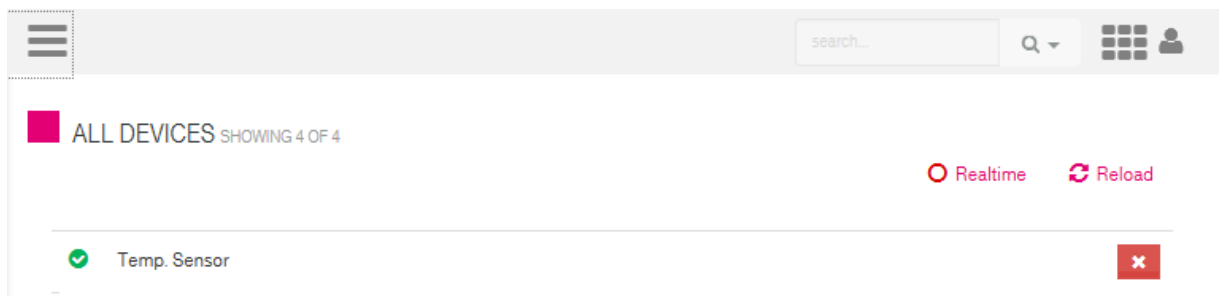 search...
ALL DEVICES SHOWING 4 OF 4
Realtime Reload
Temp. Sensor